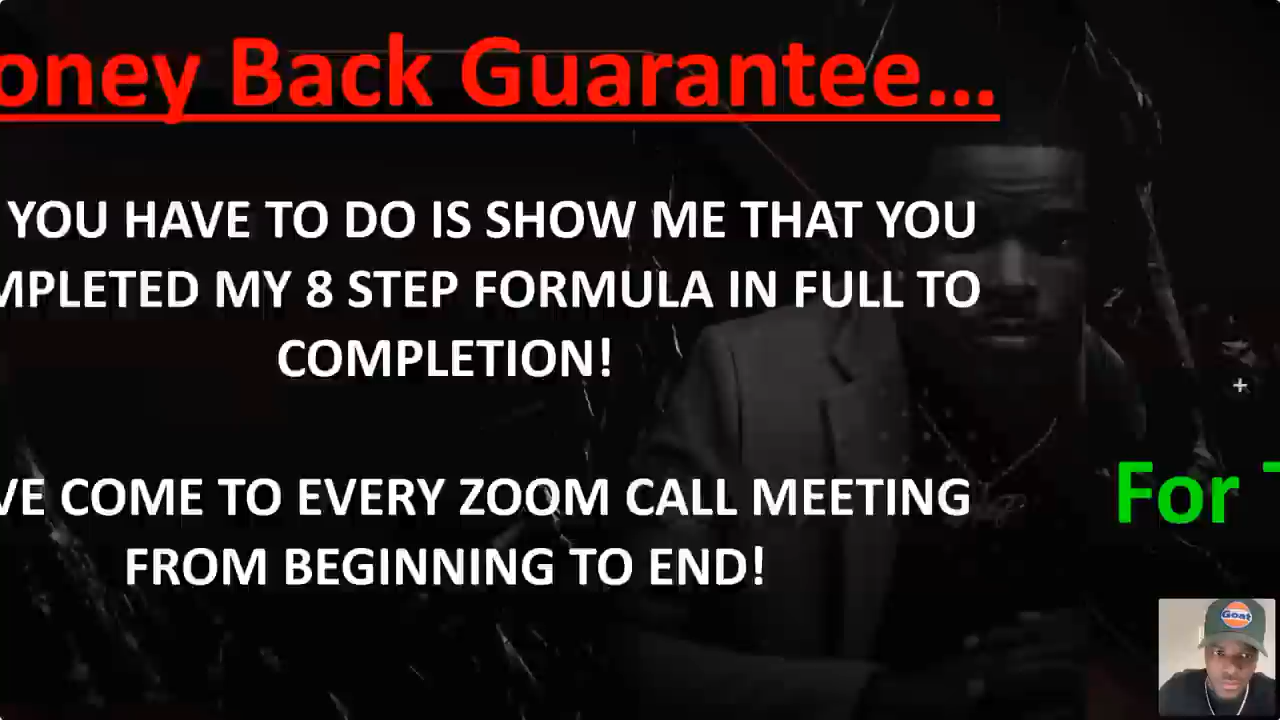 oney Back Guarantee...
YOU HAVE TO DO IS SHOW ME THAT YOU
MPLETED MY 8 STEP FORMULA IN FULL TO
COMPLETION!
VE COME TO EVERY ZOOM CALL MEETING
FROM BEGINNING TO END!
For T
Goat